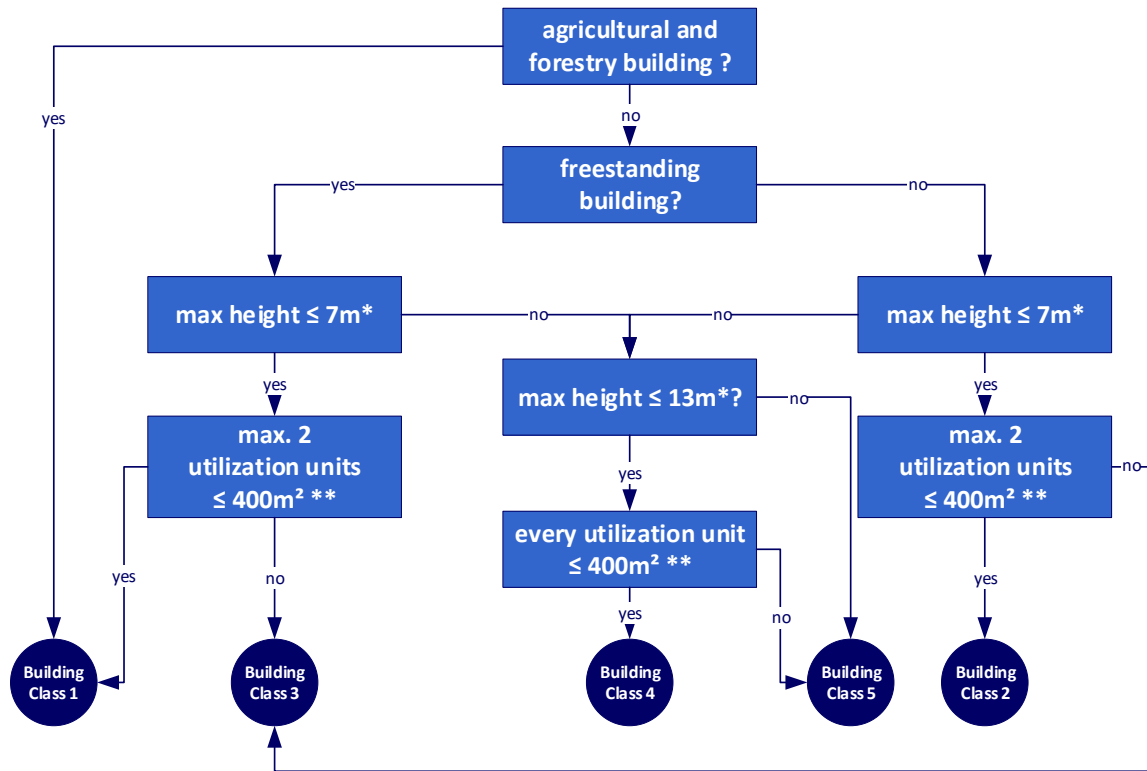 agricultural and
forestry building ?
yes
no
freestanding
building?
yes
no
max height ≤ 7m*
no
no
max height ≤ 7m*
yes
max height ≤ 13m*?
no
yes
max. 2
utilization units
≤ 400m² **
yes
max. 2
utilization units
≤ 400m² **
no
every utilization unit
≤ 400m² **
yes
no
yes
no
yes
Building
Class 1
Building
Class 3
Building
Class 4
Building
Class 5
Building
Class 2